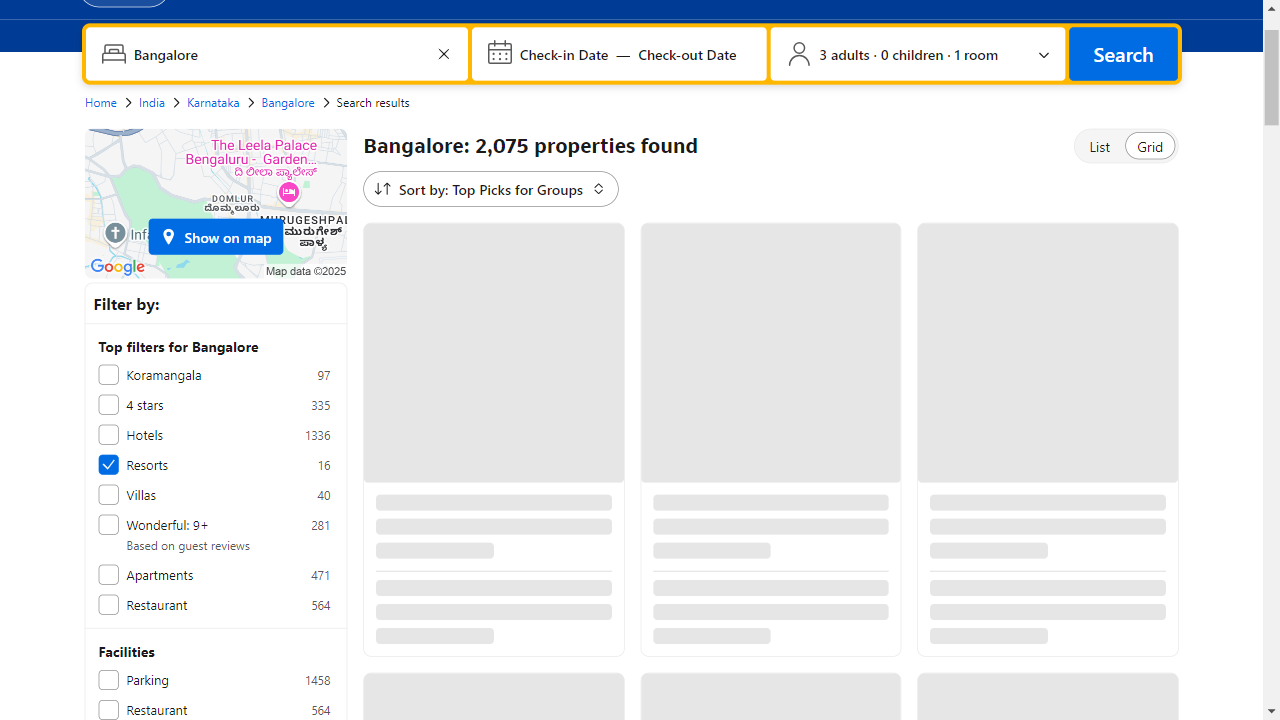 Bangalore
Check-in Date — Check-out Date
3 adults · 0 children · 1 room
Search
Home
India
Karnataka
Bangalore
Search results
The Leela Palace
Bengaluru - Garden...
ದಿ ಲೀಲಾ ಪ್ಯಾಲೇಸ್
DOMLUR
ದೊಮ್ಮಲೂರು
MURUGESHPAL
ಮುರುಗೇಶ್
ಪಾಳ್ಯ
Infa
Show on map
Google
Map data ©2025
Bangalore: 2,075 properties found
List
Grid
Sort by: Top Picks for Groups
Filter by:
Top filters for Bangalore
Koramangala 97
4 stars 335
Hotels 1336
Resorts 16
Villas 40
Wonderful: 9+ 281
Based on guest reviews
Apartments 471
Restaurant 564
Facilities
Parking 1458
Restaurant 564